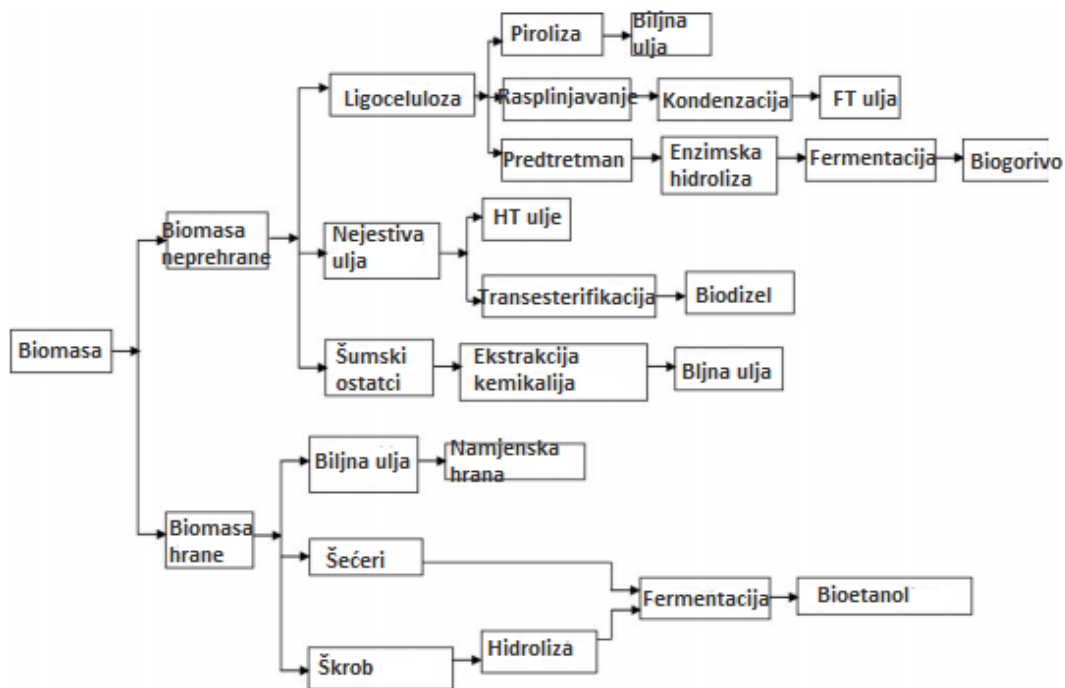 Piroliza
Biljna
ulja
Ligoceluloza
Rasplinjavanje
Kondenzacija
FT ulja
Predtretman
Enzimska
hidroliza
Fermentacija
Biogorivo
Biomasa
neprehrane
Nejestiva
ulja
HT ulje
Transesterifikacija
Biodizel
Biomasa
Šumski
ostatci
Ekstrakcija
kemikalija
Bljna ulja
Biljna ulja
Namjenska
hrana
Biomasa
hrane
Šećeri
Fermentacija
Bioetanol
Škrob
Hidroliza